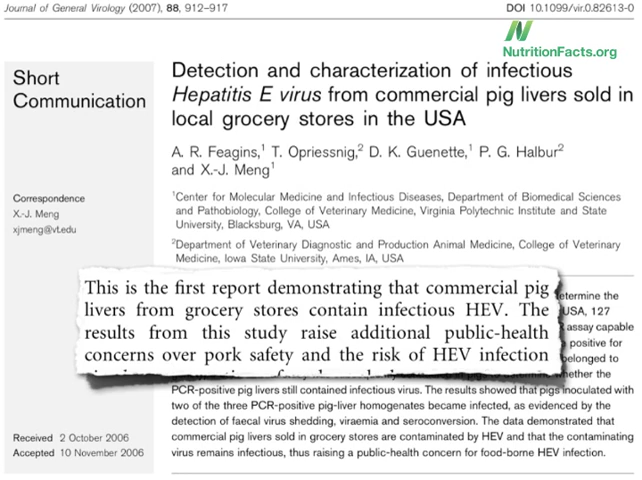 Journal of General Virology (2007), 88, 912–917
DOI 10.1099/vir.0.82613-0
NutritionFacts.org
Short
Communication
Detection and characterization of infectious
Hepatitis E virus from commercial pig livers sold in
local grocery stores in the USA
A. R. Feagins,1 T. Opriessnig,2 D. K. Guenette,1 P. G. Halbur2
and X.-J. Meng1
Correspondence
X.-J. Meng
xjmeng@vt.edu
1Center for Molecular Medicine and Infectious Diseases, Department of Biomedical Sciences
and Pathobiology, College of Veterinary Medicine, Virginia Polytechnic Institute and State
University, Blacksburg, VA, USA
2Department of Veterinary Diagnostic and Production Animal Medicine, College of Veterinary
Medicine, Iowa State University, Ames, IA, USA
This is the first report demonstrating that commercial pig
livers from grocery stores contain infectious HEV. The
results from this study raise additional public-health
concerns over pork safety and the risk of HEV infection
etermine the
USA, 127
assay capable
positive for
belonged to
hether the
PCR-positive pig livers still contained infectious virus. The results showed that pigs inoculated with
two of the three PCR-positive pig-liver homogenates became infected, as evidenced by the
detection of faecal virus shedding, viraemia and seroconversion. The data demonstrated that
commercial pig livers sold in grocery stores are contaminated by HEV and that the contaminating
virus remains infectious, thus raising a public-health concern for food-borne HEV infection.
Received 2 October 2006
Accepted 10 November 2006